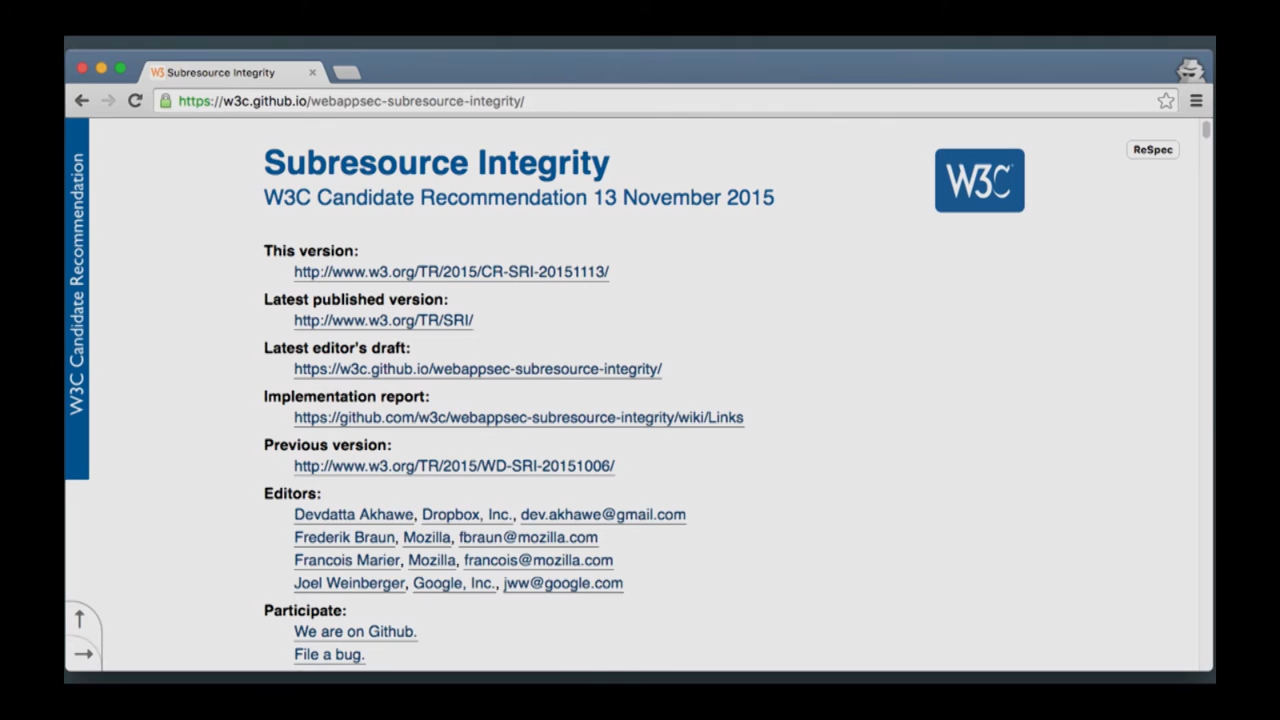 W3 Subresource Integrity ×
https://w3c.github.io/webappsec-subresource-integrity/
W3C Candidate Recommendation
ReSpec
Subresource Integrity
W3C
W3C Candidate Recommendation 13 November 2015
This version:
http://www.w3.org/TR/2015/CR-SRI-20151113/
Latest published version:
http://www.w3.org/TR/SRI/
Latest editor's draft:
https://w3c.github.io/webappsec-subresource-integrity/
Implementation report:
https://github.com/w3c/webappsec-subresource-integrity/wiki/Links
Previous version:
http://www.w3.org/TR/2015/WD-SRI-20151006/
Editors:
Devdatta Akhawe, Dropbox, Inc., dev.akhawe@gmail.com
Frederik Braun, Mozilla, fbraun@mozilla.com
Francois Marier, Mozilla, francois@mozilla.com
Joel Weinberger, Google, Inc., jww@google.com
Participate:
We are on Github.
File a bug.